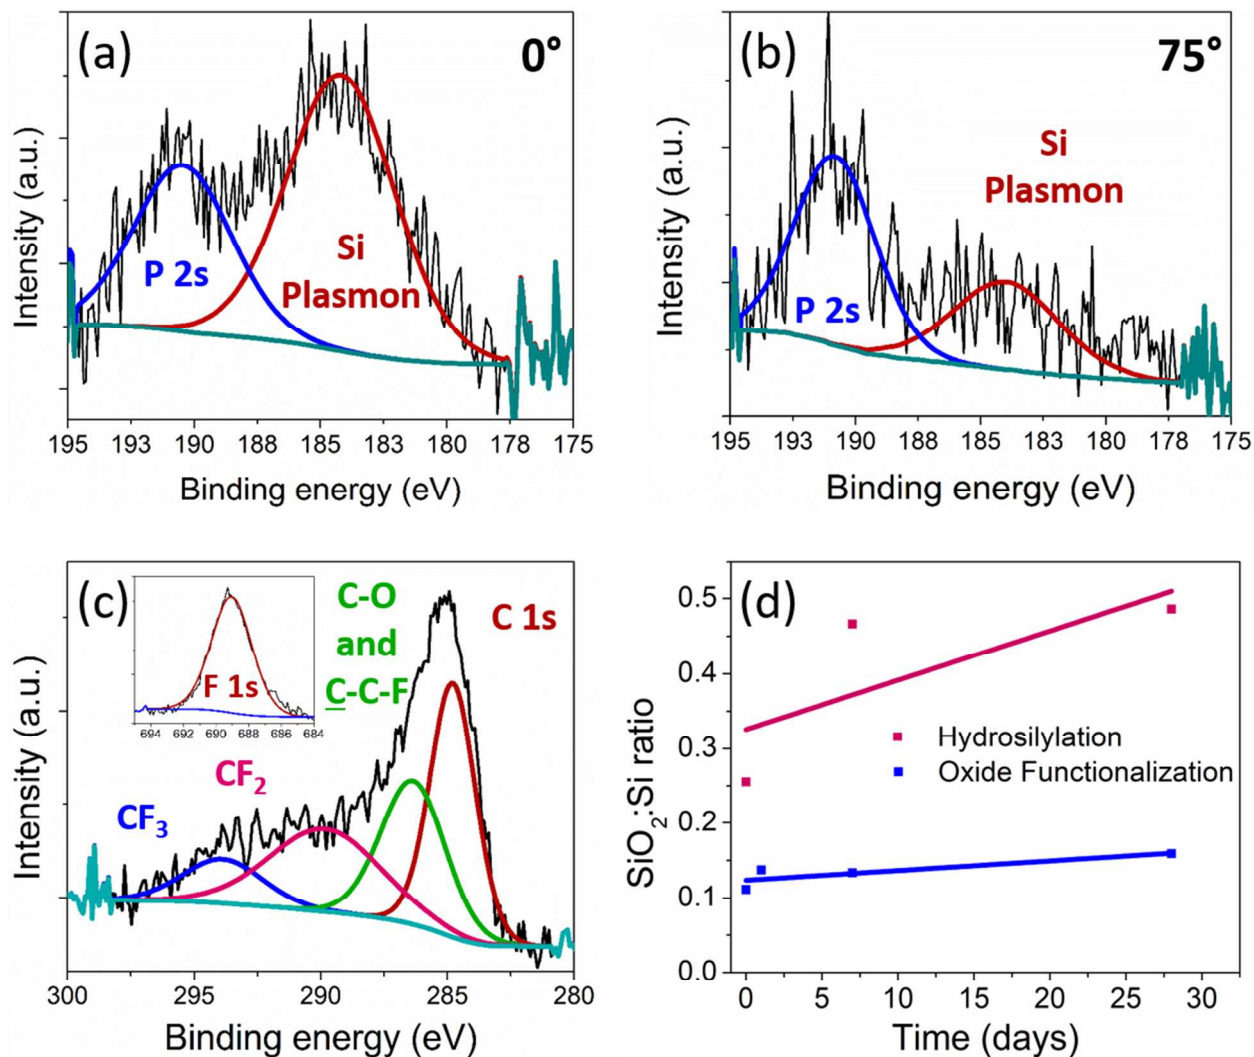 (a)
0°
P 2s
Si
Plasmon
Intensity (a.u.)
195 193 190 188 185 183 180 178 175
Binding energy (eV)
(b)
75°
Si
Plasmon
P 2s
Intensity (a.u.)
195 193 190 188 185 183 180 178 175
Binding energy (eV)
(c)
F 1s
694 692 690 688 686 684
C-O
and
C-C-F
C 1s
CF2
CF3
Intensity (a.u.)
300 295 290 285 280
Binding energy (eV)
(d)
0.5
0.4
0.3
0.2
0.1
0.0
SiO2:Si ratio
Hydrosilylation
Oxide Functionalization
0 5 10 15 20 25 30
Time (days)